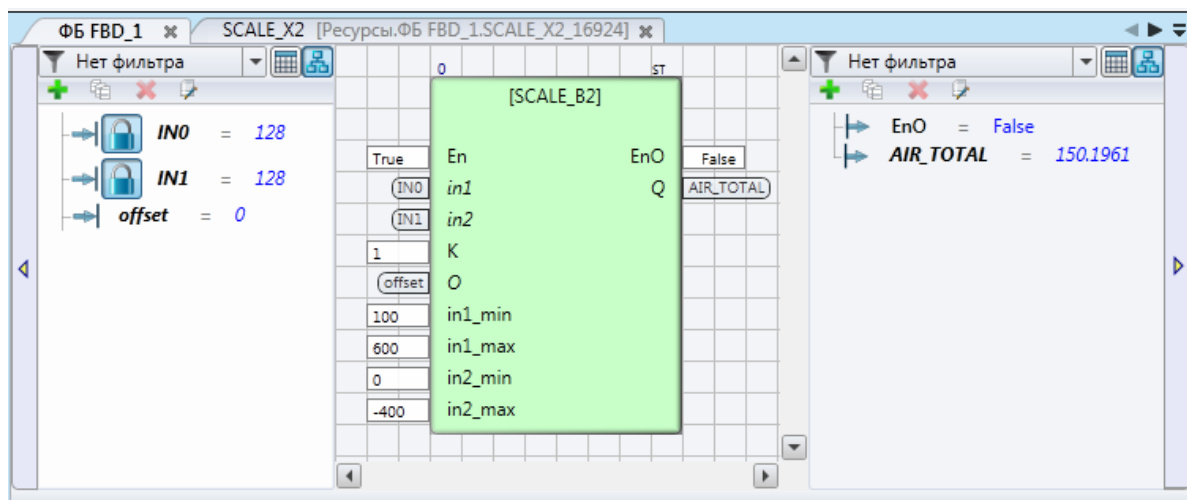 ФБ FBD_1
SCALE_X2 [Ресурсы.ФБ FBD_1.SCALE_X2_16924]
Нет фильтра
IN0 = 128
IN1 = 128
offset = 0
0 ST
[SCALE_B2]
True En EnO False
IN0 in1 Q AIR_TOTAL
IN1 in2
1 K
offset O
100 in1_min
600 in1_max
0 in2_min
-400 in2_max
Нет фильтра
EnO = False
AIR_TOTAL = 150.1961